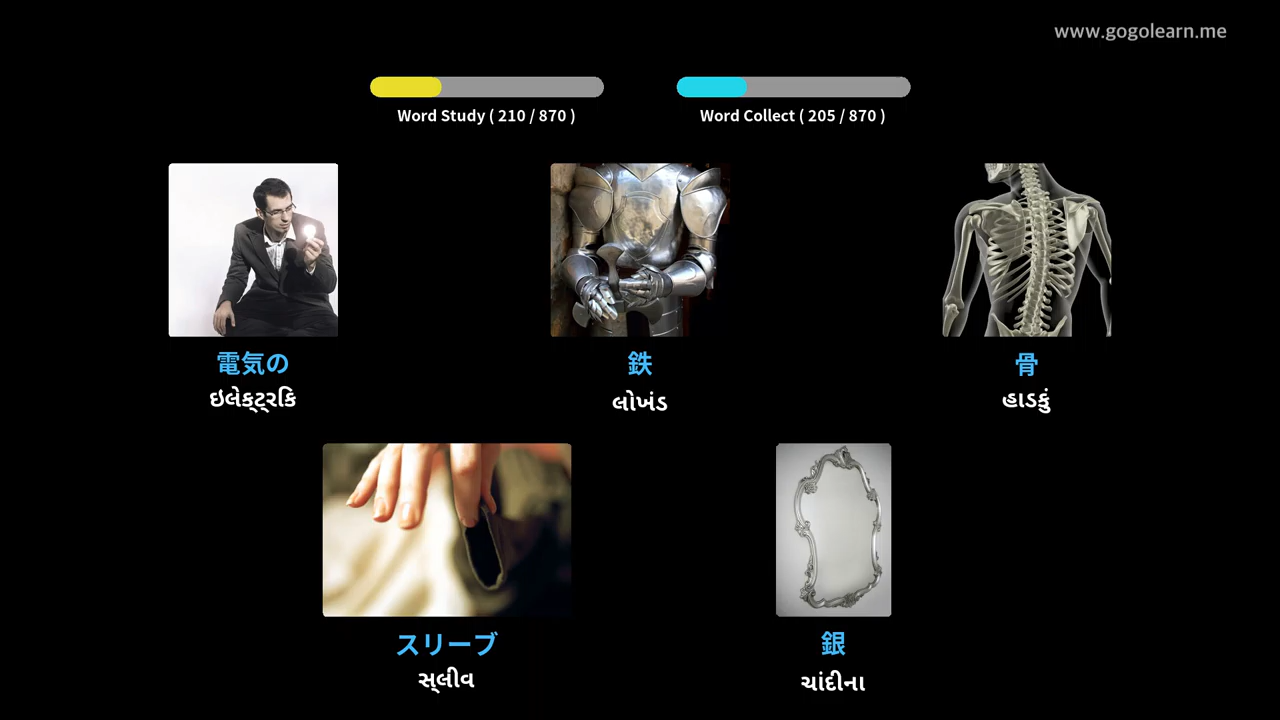 www.gogolearn.me
Word Study ( 210 / 870 )
Word Collect ( 205 / 870 )
電気の
ઇલેક્ટ્રકિ
鉄
લોખંડ
骨
હાડકું
スリーブ
સ્લીવ
銀
ચાંદીના